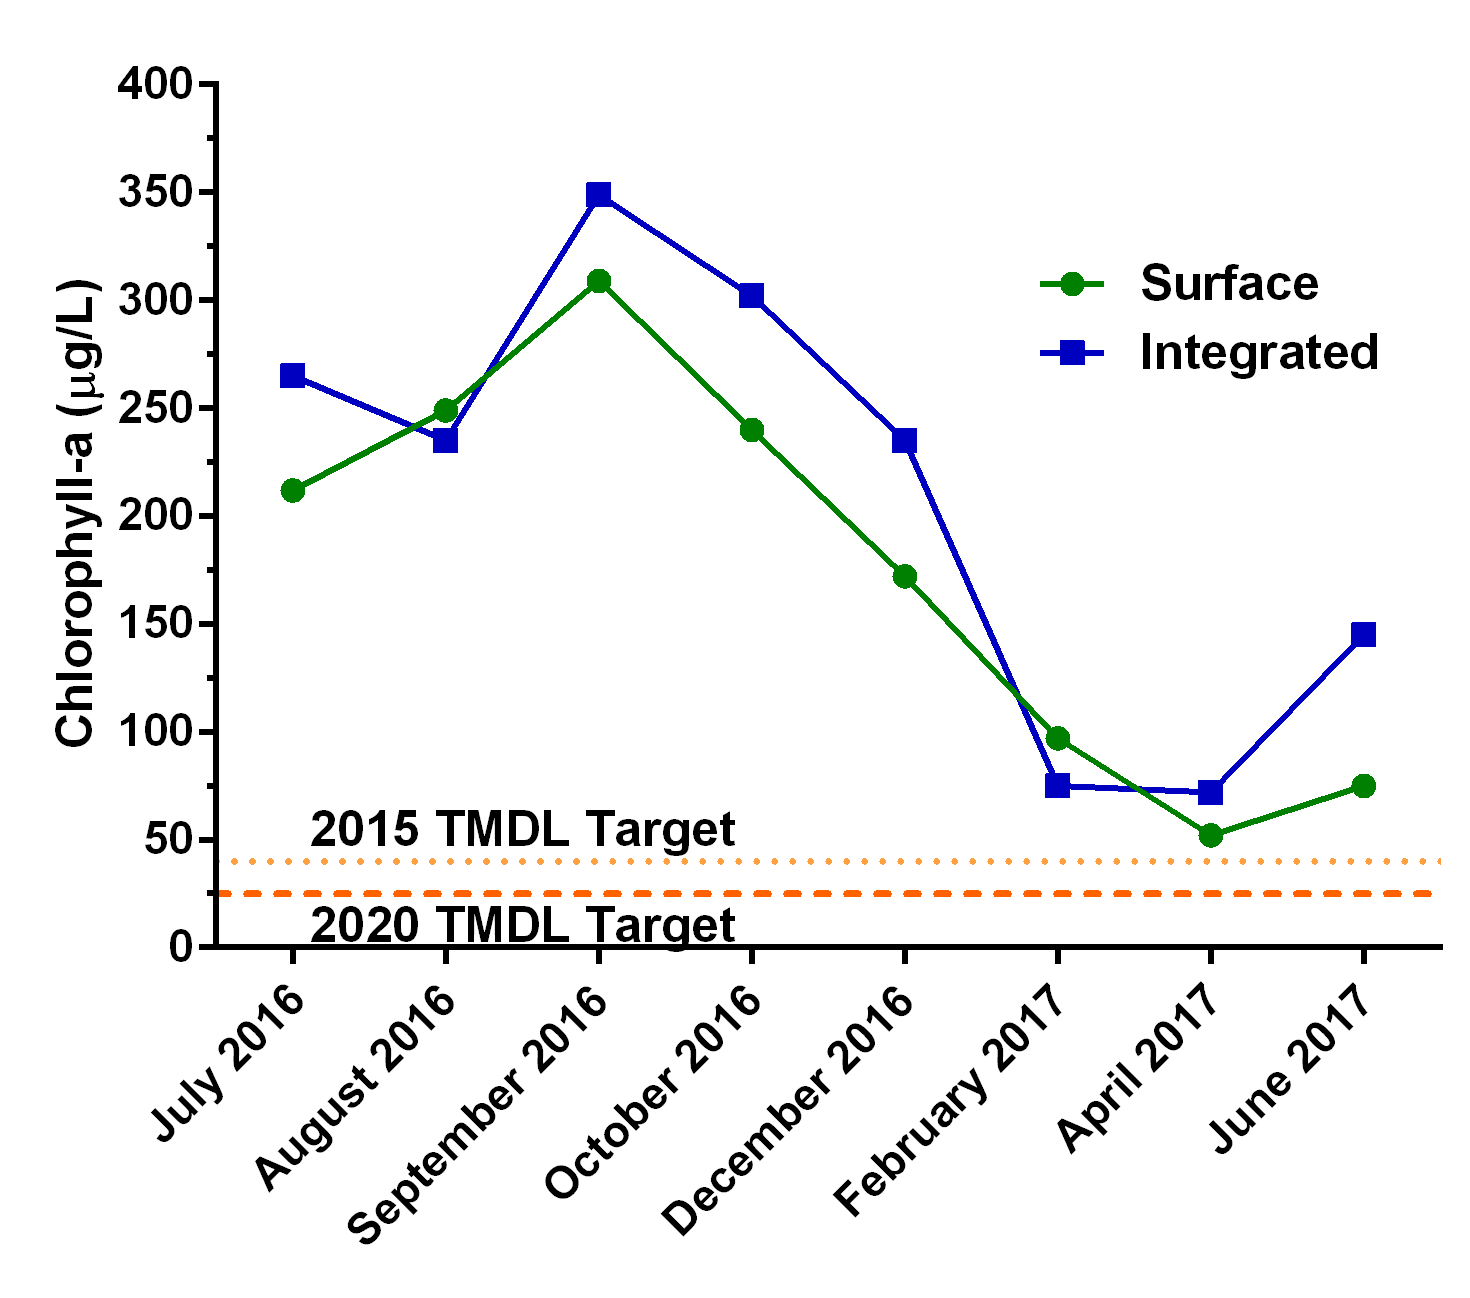 400
350
300
250
200
150
100
50
0
Chlorophyll-a (µg/L)
Surface
Integrated
2015 TMDL Target
2020 TMDL Target
July 2016
August 2016
September 2016
October 2016
December 2016
February 2017
April 2017
June 2017